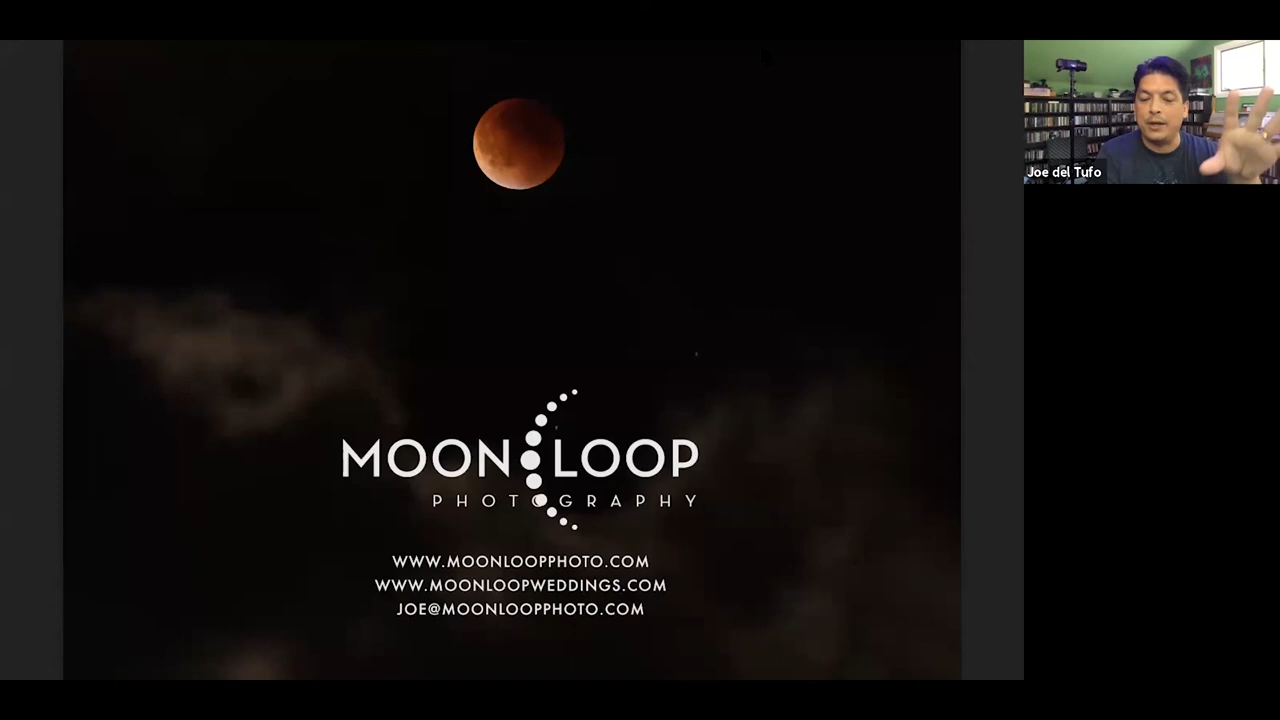 MOON LOOP
PHOTOGRAPHY
WWW.MOONLOOPPHOTO.COM
WWW.MOONLOOPWEDDINGS.COM
JOE@MOONLOOPPHOTO.COM
Joe del Tufo